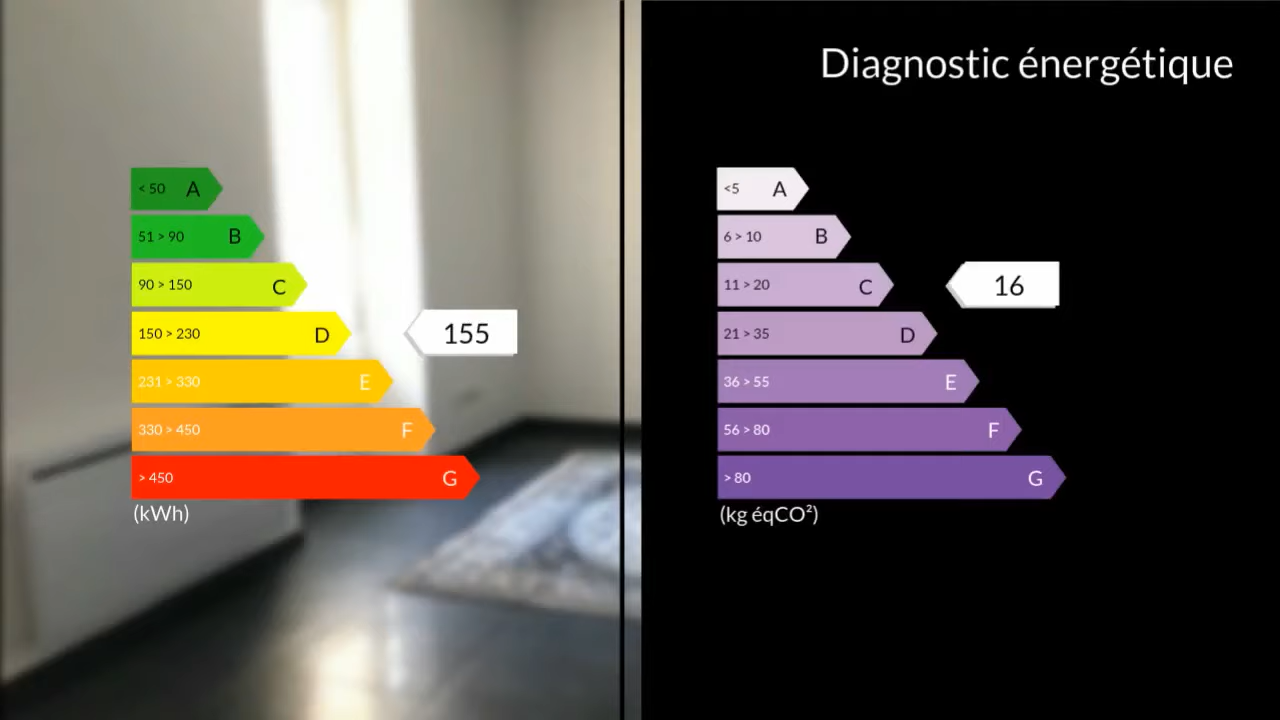 Diagnostic énergétique
< 50 A
51 > 90 B
90 > 150 C
150 > 230 D
155
231 > 330 E
330 > 450 F
> 450 G
(kWh)
<5 A
6 > 10 B
11 > 20 C
16
21 > 35 D
36 > 55 E
56 > 80 F
> 80 G
(kg éqCO²)